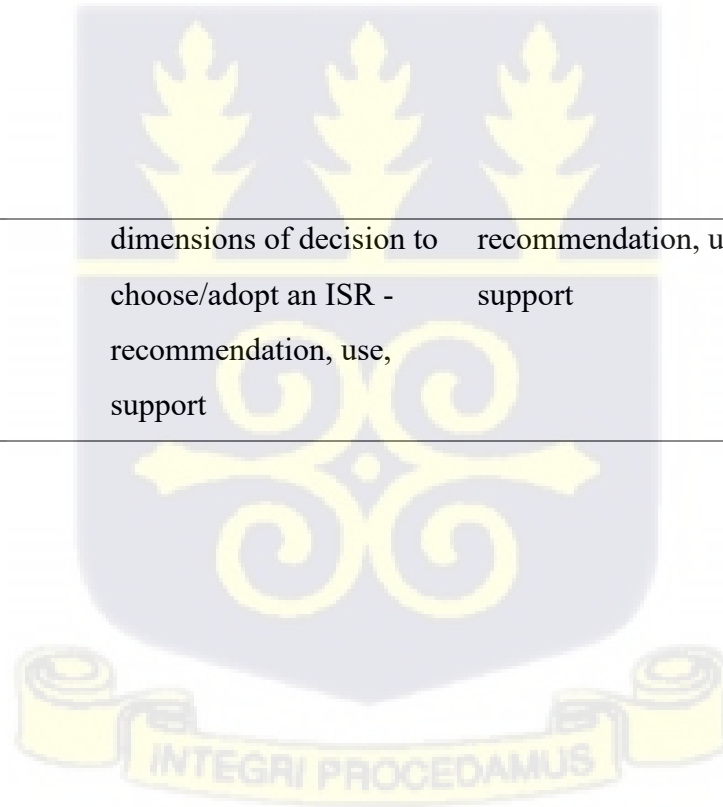 dimensions of decision to
choose/adopt an ISR -
recommendation, use,
support
recommendation,
support
INTEGRI PROCEDAMUS